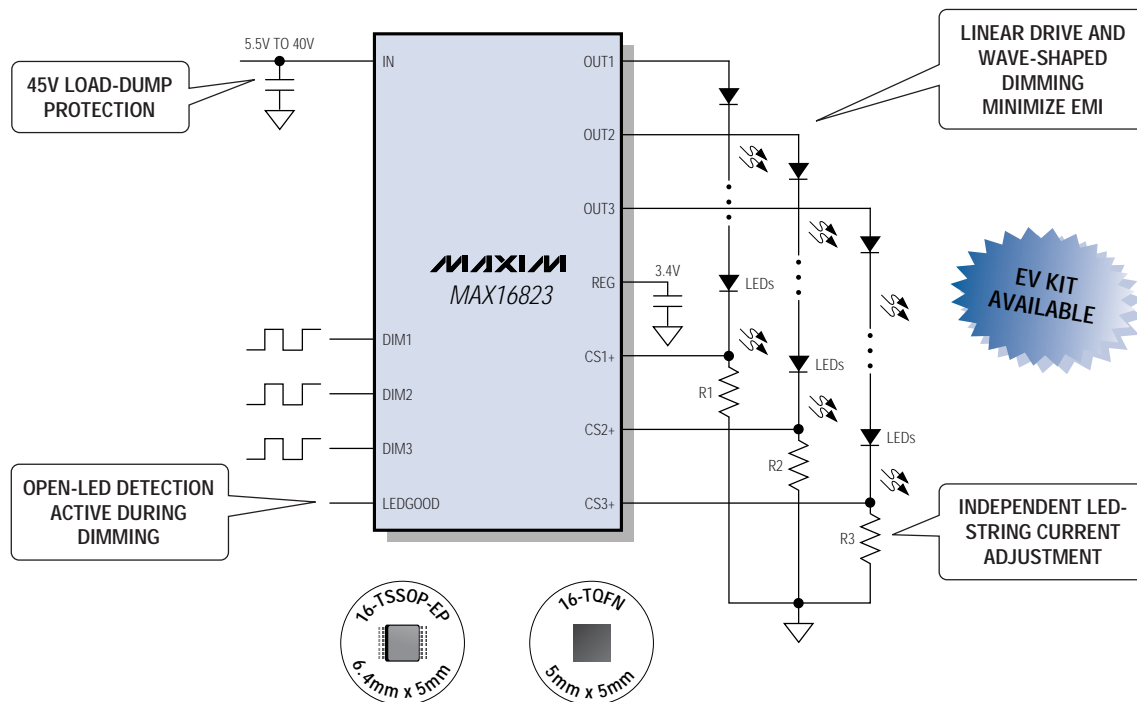 5.5V TO 40V
45V LOAD-DUMP
PROTECTION
IN
OUT1
LINEAR DRIVE AND
WAVE-SHAPED
DIMMING
MINIMIZE EMI
OUT2
OUT3
MAXIM
MAX16823
REG
3.4V
LEDs
EV KIT
AVAILABLE
DIM1
CS1+
R1
LEDs
DIM2
CS2+
R2
LEDs
DIM3
OPEN-LED DETECTION
ACTIVE DURING
DIMMING
LEDGOOD
CS3+
R3
INDEPENDENT LED-
STRING CURRENT
ADJUSTMENT
16-TSSOP-EP
6.4mm x 5mm
16-TQFN
5mm x 5mm